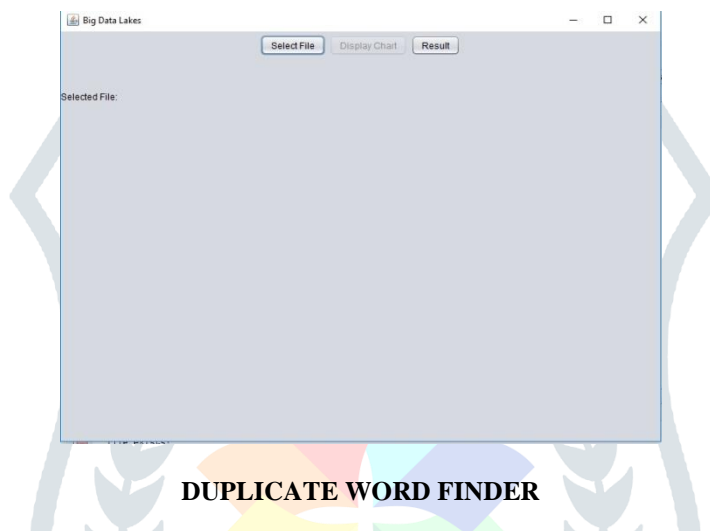 Big Data Lakes
Select File Display Chart Result
Selected File:
DUPLICATE WORD FINDER